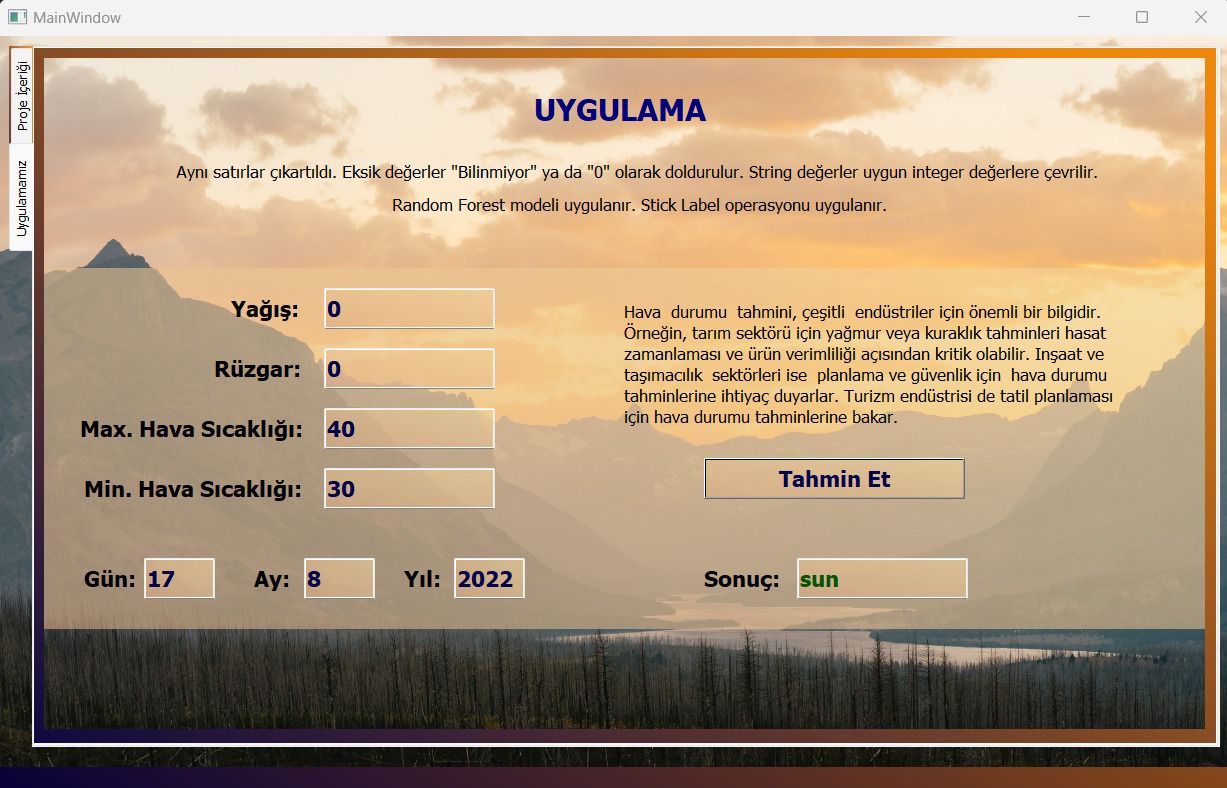 MainWindow
Proje İçeriği
Uygulamamız
UYGULAMA
Aynı satırlar çıkartıldı. Eksik değerler "Bilinmiyor" ya da "0" olarak doldurulur. String değerler uygun integer değerlere çevrilir.
Random Forest modeli uygulanır. Stick Label operasyonu uygulanır.
Yağış: 0
Rüzgar: 0
Max. Hava Sıcaklığı: 40
Min. Hava Sıcaklığı: 30
Gün: 17 Ay: 8 Yıl: 2022
Hava durumu tahmini, çeşitli endüstriler için önemli bir bilgidir.
Örneğin, tarım sektörü için yağmur veya kuraklık tahminleri hasat
zamanlaması ve ürün verimliliği açısından kritik olabilir. Inşaat ve
taşımacılık sektörleri ise planlama ve güvenlik için hava durumu
tahminlerine ihtiyaç duyarlar. Turizm endüstrisi de tatil planlaması
için hava durumu tahminlerine bakar.
Tahmin Et
Sonuç: sun